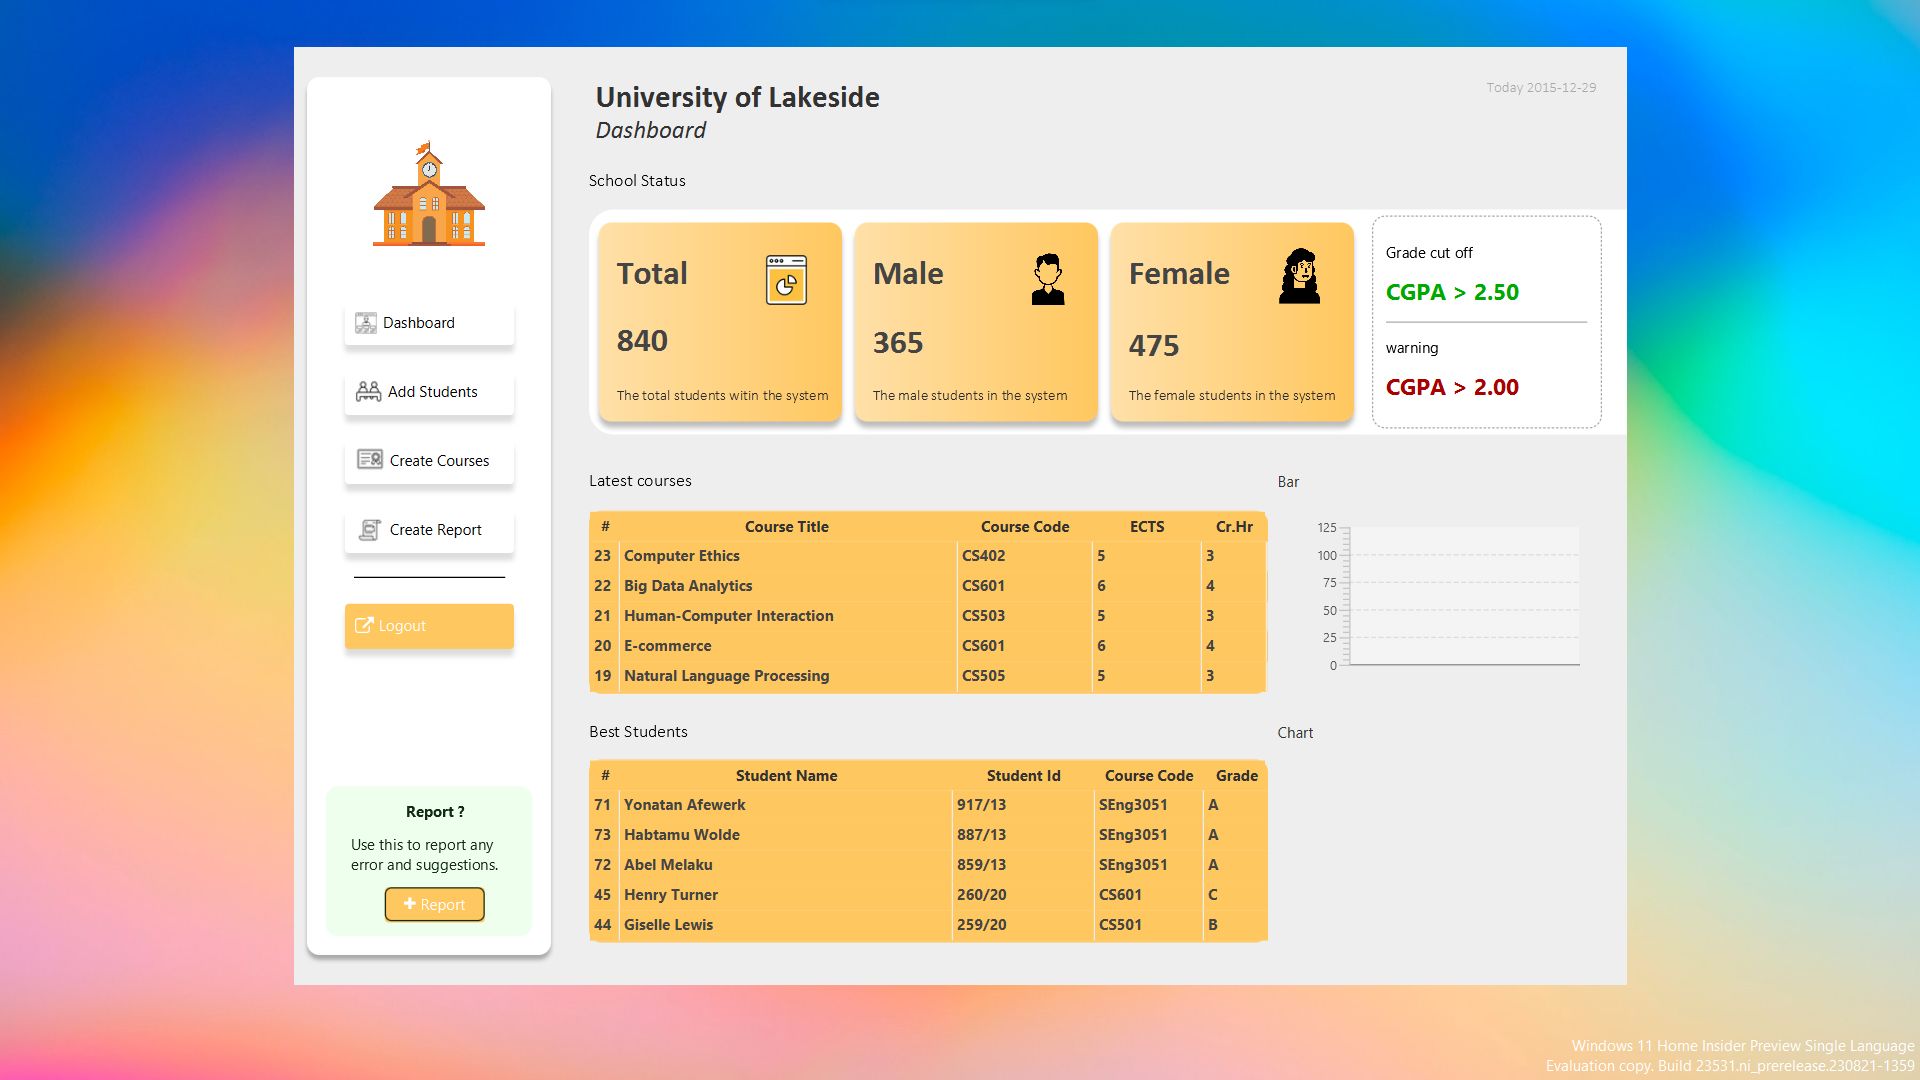 University of Lakeside
Dashboard
Today 2015-12-29
Dashboard
Add Students
Create Courses
Create Report
Logout
Report ?
Use this to report any
error and suggestions.
Report
School Status
Total
840
The total students witin the system
Male
365
The male students in the system
Female
475
The female students in the system
Grade cut off
CGPA > 2.50
warning
CGPA > 2.00
Latest courses
# Course Title Course Code ECTS Cr.Hr
23 Computer Ethics CS402 5 3
22 Big Data Analytics CS601 6 4
21 Human-Computer Interaction CS503 5 3
20 E-commerce CS601 6 4
19 Natural Language Processing CS505 5 3
Bar
125
100
75
50
25
0
Best Students
# Student Name Student Id Course Code Grade
71 Yonatan Afewerk 917/13 SEng3051 A
73 Habtamu Wolde 887/13 SEng3051 A
72 Abel Melaku 859/13 SEng3051 A
45 Henry Turner 260/20 CS601 C
44 Giselle Lewis 259/20 CS501 B
Chart
Windows 11 Home Insider Preview Single Language
Evaluation copy. Build 23531.ni_prerelease.230821-1359